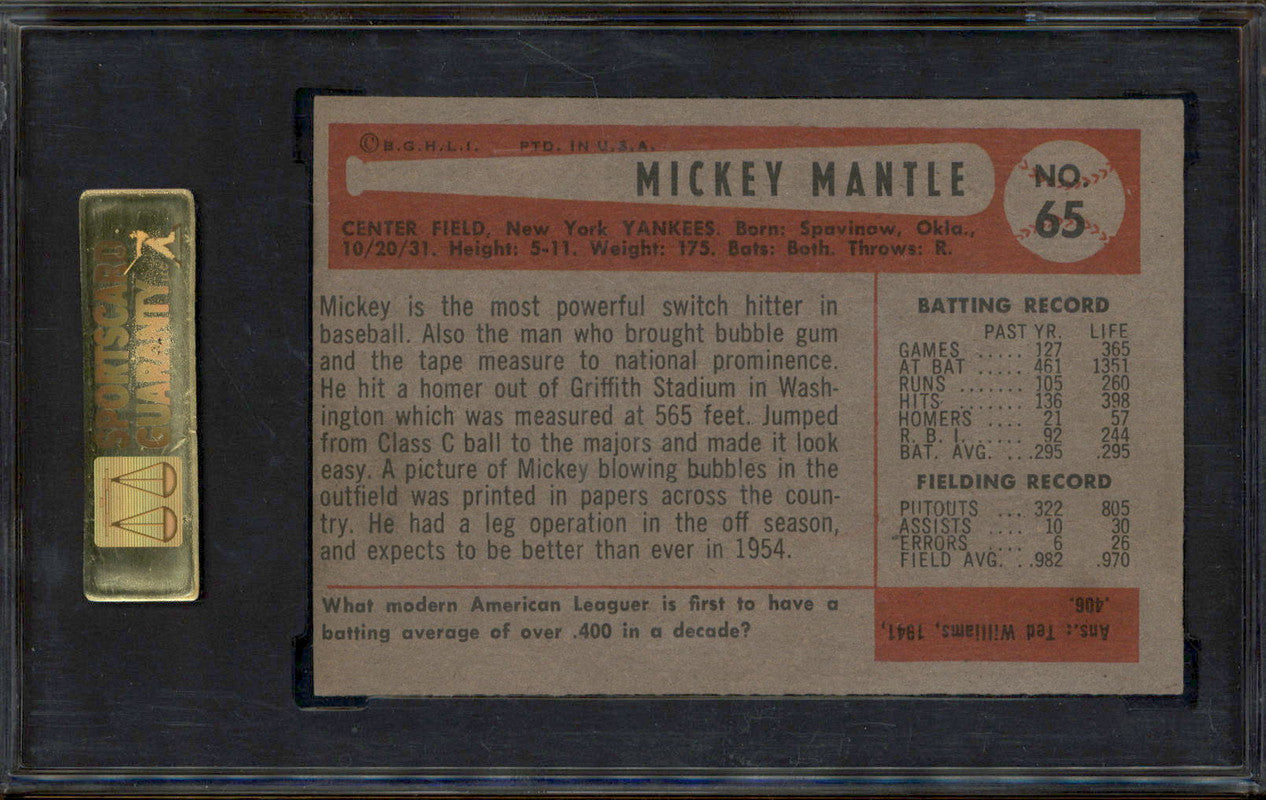 SPORTSCARD
GUARANTY
©B.G.H.L.I. PTD. IN U.S.A.
MICKEY MANTLE
NO.
65
CENTER FIELD, New York YANKEES. Born: Spavinaw, Okla.,
10/20/31. Height: 5-11. Weight: 175. Bats: Both. Throws: R.
Mickey is the most powerful switch hitter in
baseball. Also the man who brought bubble gum
and the tape measure to national prominence.
He hit a homer out of Griffith Stadium in Wash-
ington which was measured at 565 feet. Jumped
from Class C ball to the majors and made it look
easy. A picture of Mickey blowing bubbles in the
outfield was printed in papers across the coun-
try. He had a leg operation in the off season,
and expects to be better than ever in 1954.
What modern American Leaguer is first to have a
batting average of over .400 in a decade?
BATTING RECORD
PAST YR. LIFE
GAMES ..... 127 365
AT BAT ..... 461 1351
RUNS ....... 105 260
HITS ...... 136 398
HOMERS .... 21 57
R. B. I. ...... 92 244
BAT. AVG. ... .295 .295
FIELDING RECORD
PUTOUTS ... 322 805
ASSISTS .... 10 30
ERRORS .... 6 26
FIELD AVG. . .982 .970
Ans.: Ted Williams, 1941,
.406.